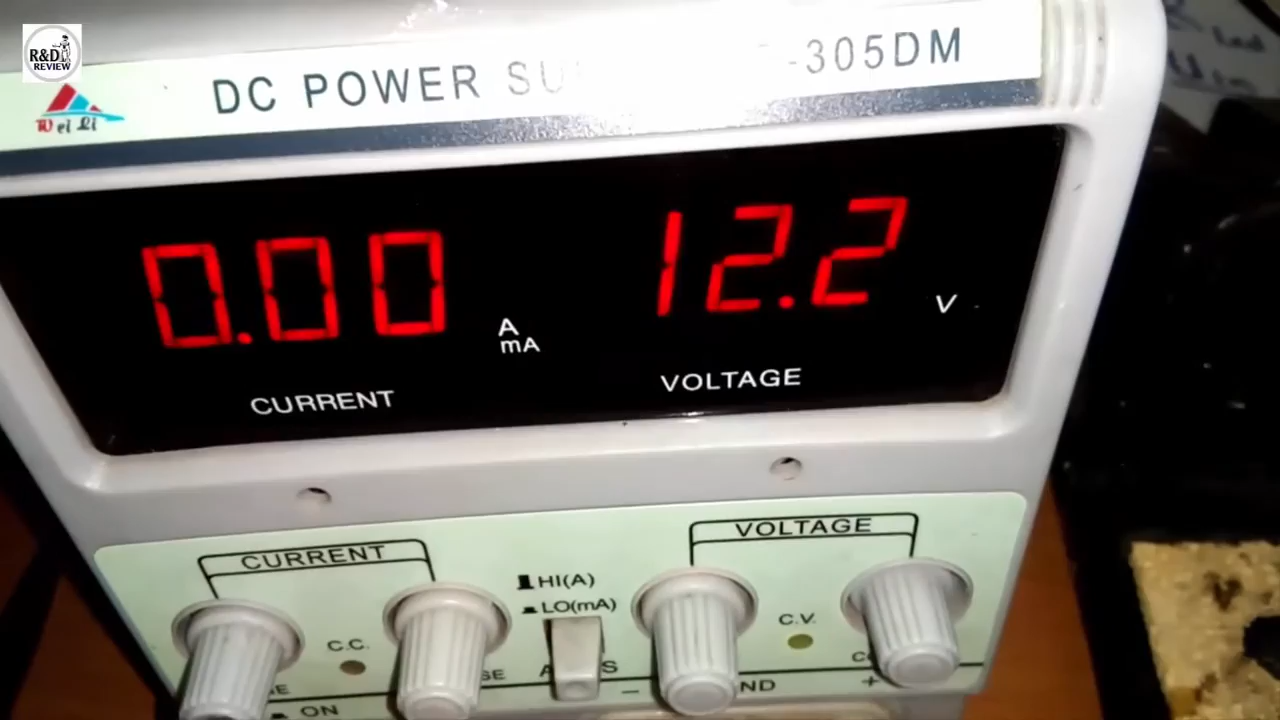 R&D
REVIEW
DC POWER SU -305DM
Wei Li
0.00 12.2
A
mA
V
CURRENT VOLTAGE
CURRENT VOLTAGE
HI(A)
LO(mA)
C.C. C.V.
ON
- +